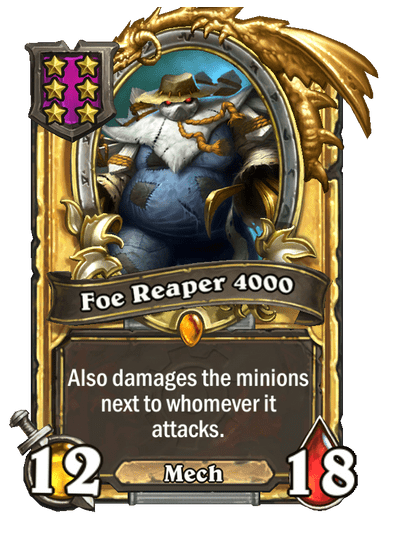 Foe Reaper 4000
Also damages the minions
next to whomever it
attacks.
12
Mech
18